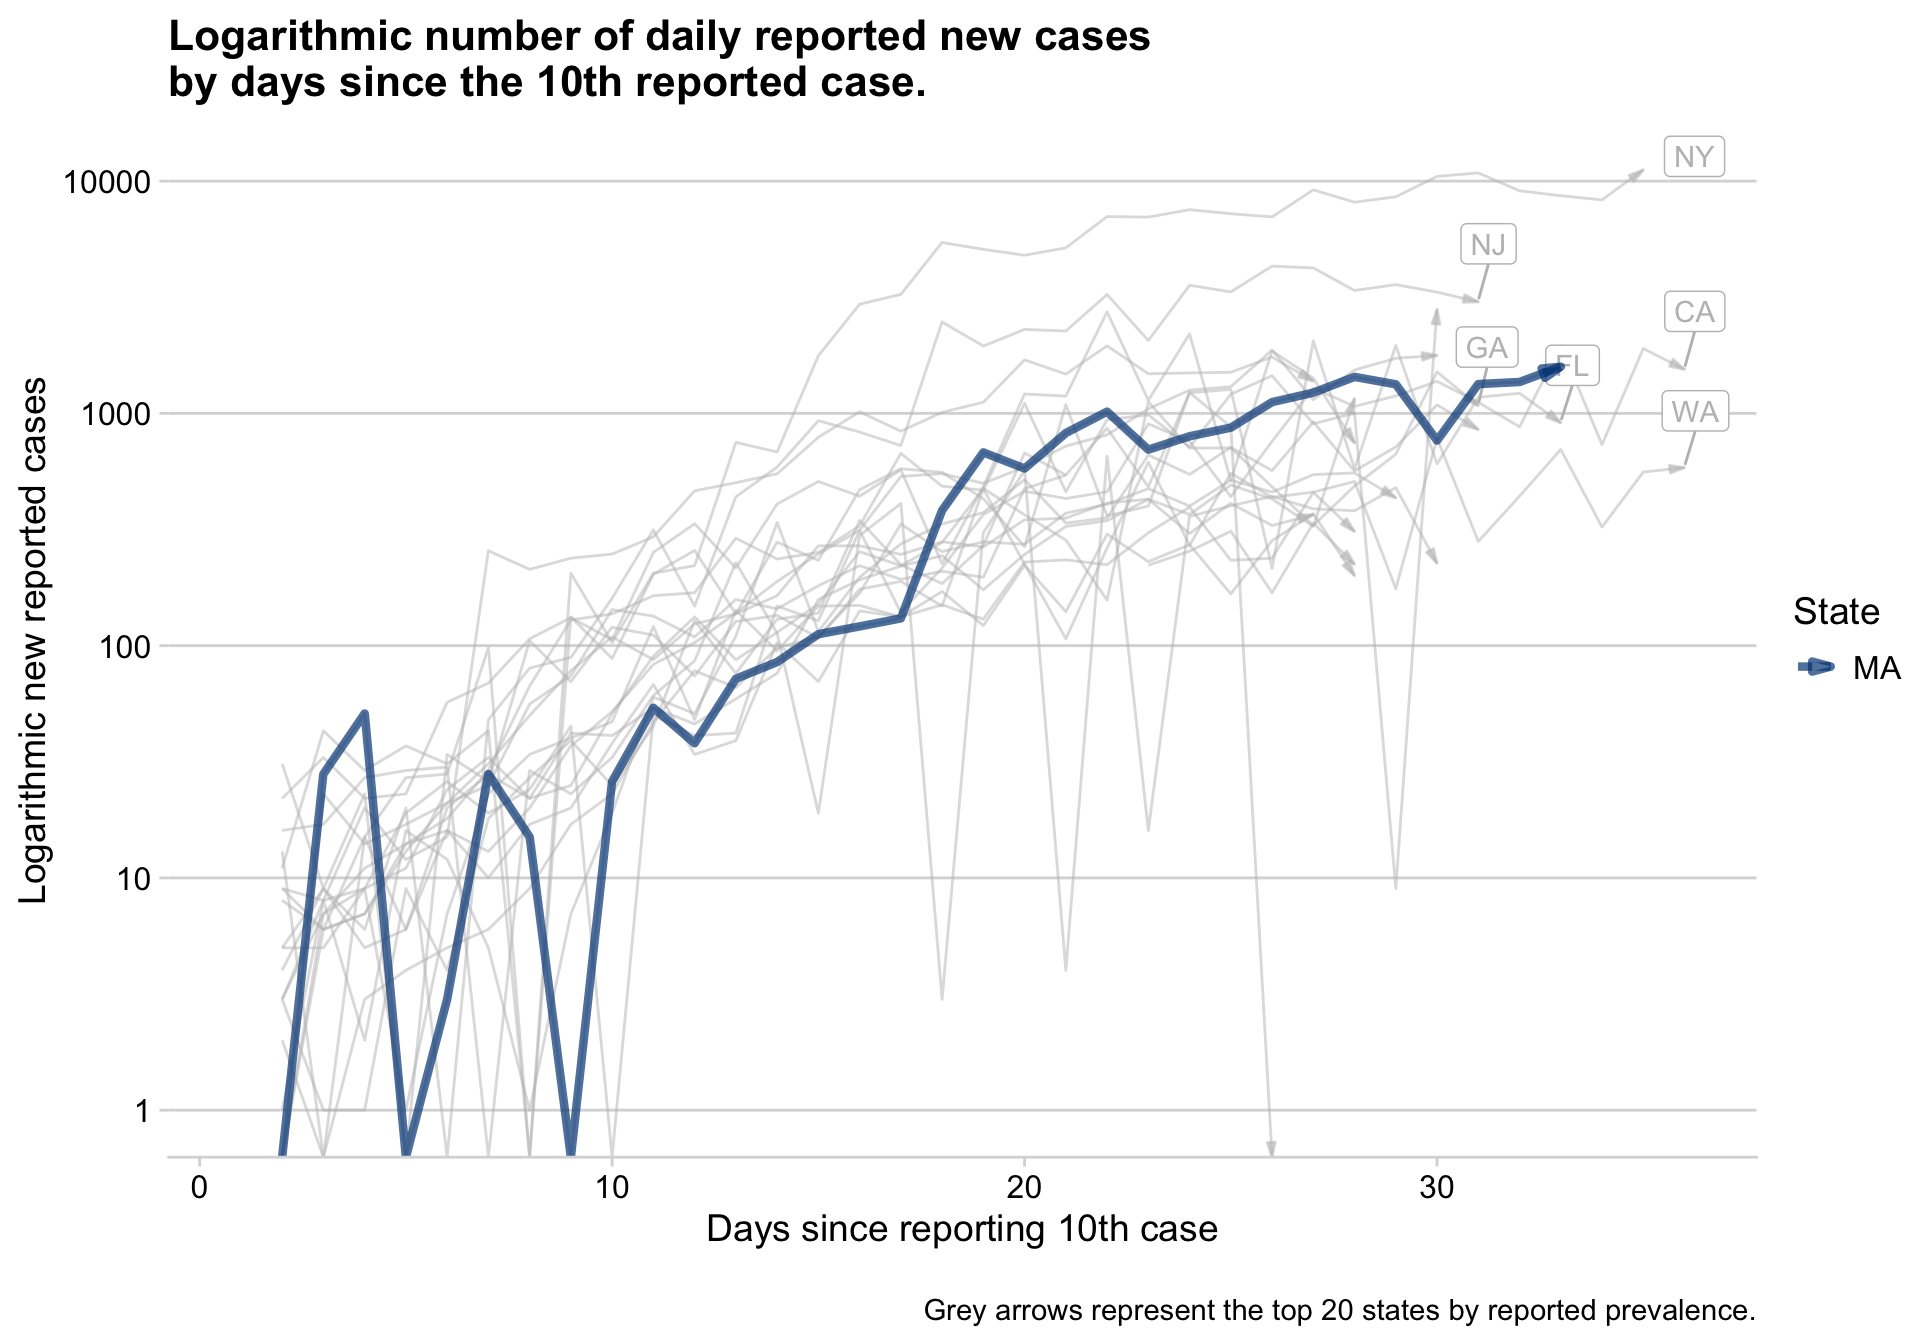 Logarithmic number of daily reported new cases
by days since the 10th reported case.
10000
1000
100
10
1
Logarithmic new reported cases
NY
NJ
CA
GA
FL
WA
State
MA
0
10
20
30
Days since reporting 10th case
Grey arrows represent the top 20 states by reported prevalence.